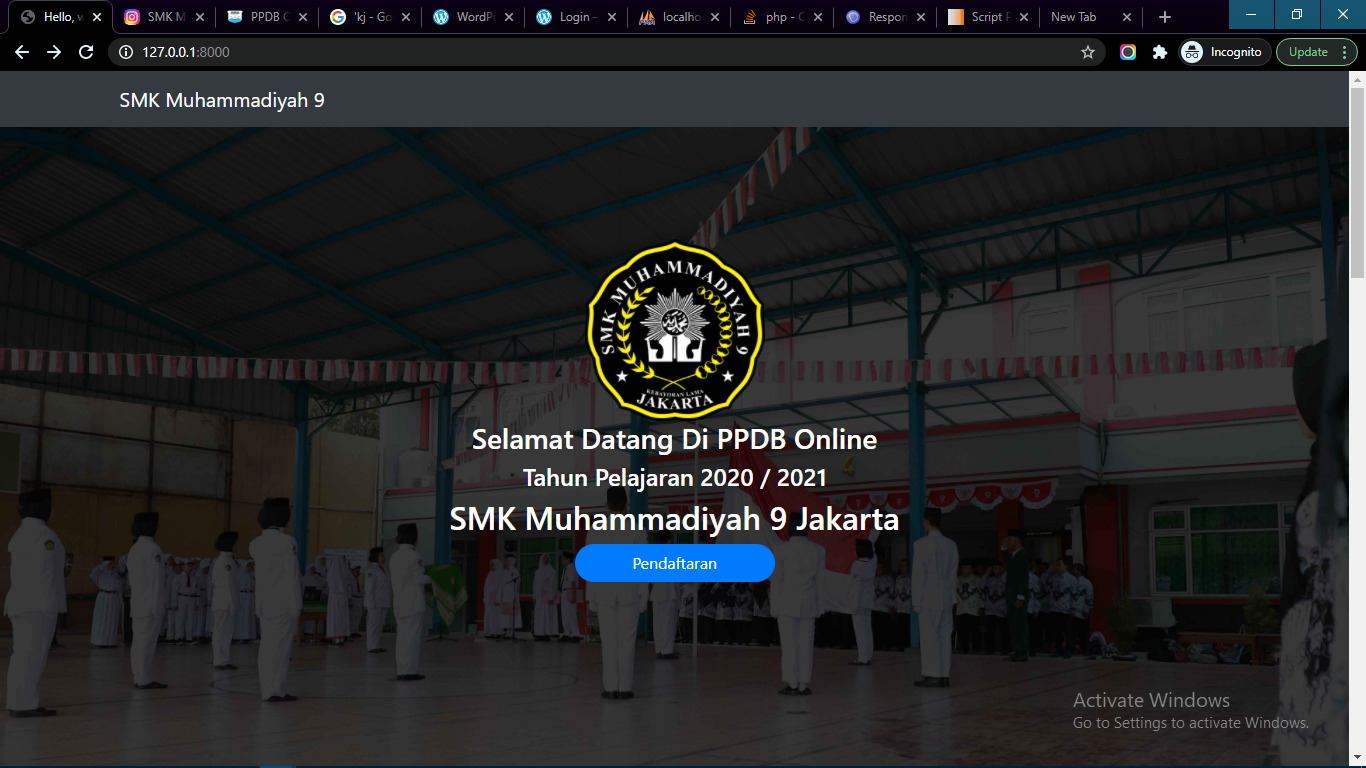 Hello, w
SMK M
PPDB O
'kj - Go
WordPr
Login –
localho
php - C
Respon
Script P
New Tab
127.0.0.1:8000
Incognito
Update
SMK Muhammadiyah 9
SMK MUHAMMADIYAH 9
KEBAYORAN LAMA
JAKARTA
Selamat Datang Di PPDB Online
Tahun Pelajaran 2020 / 2021
SMK Muhammadiyah 9 Jakarta
Pendaftaran
Activate Windows
Go to Settings to activate Windows.